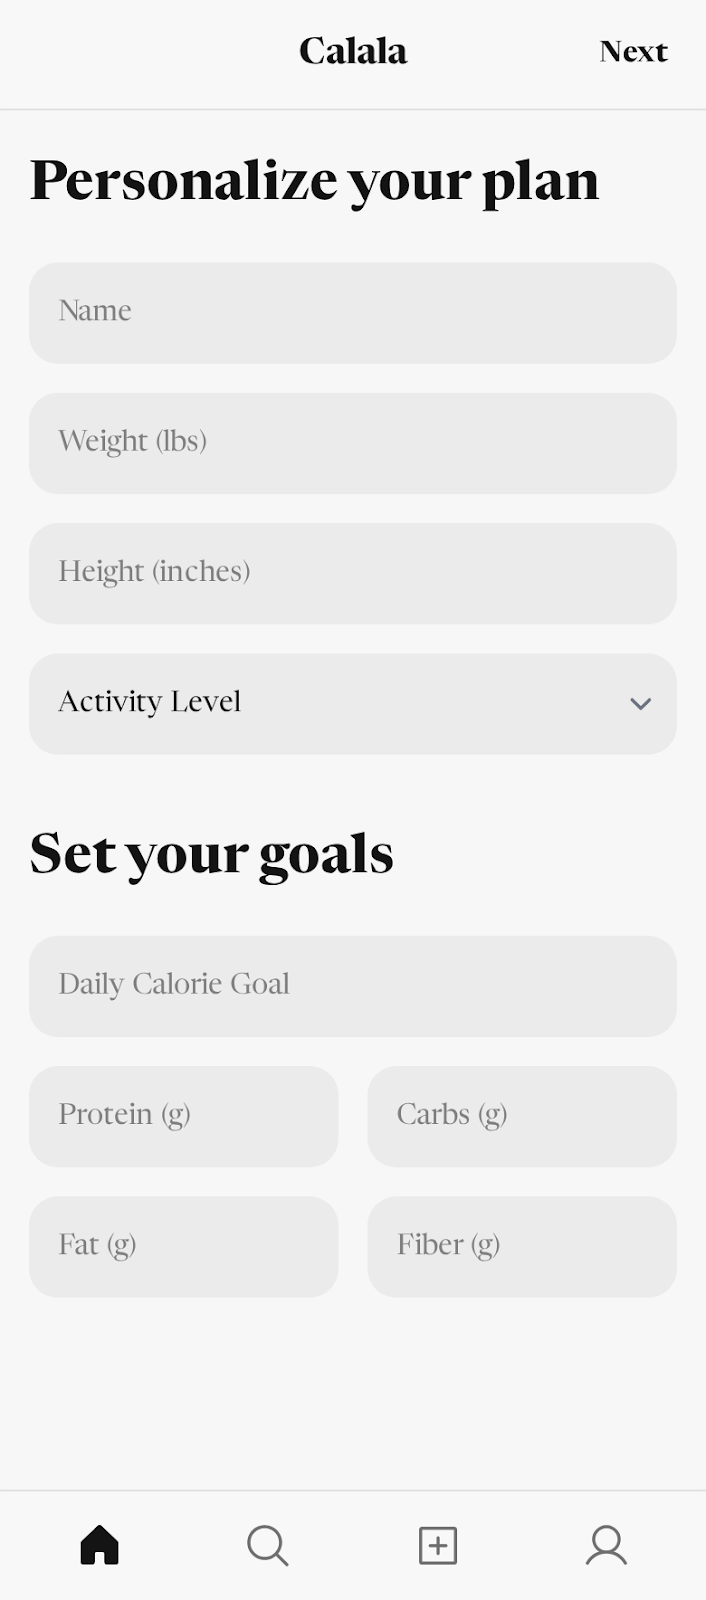 Calala
Next
Personalize your plan
Name
Weight (lbs)
Height (inches)
Activity Level
Set your goals
Daily Calorie Goal
Protein (g)
Carbs (g)
Fat (g)
Fiber (g)